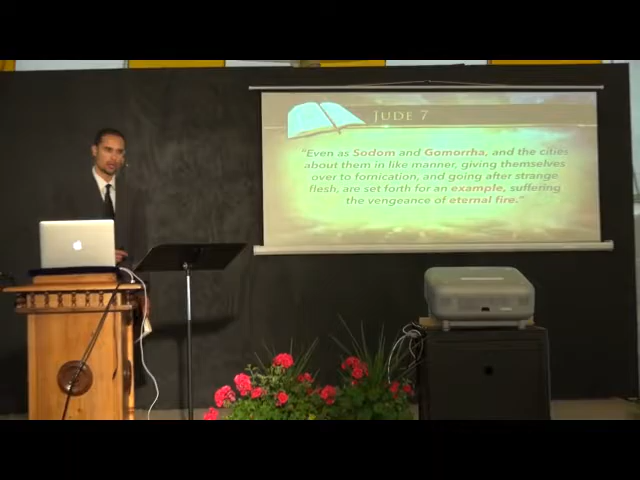 JUDE 7
"Even as Sodom and Gomorrha, and the cities
about them in like manner, giving themselves
over to fornication, and going after strange
flesh, are set forth for an example, suffering
the vengeance of eternal fire."